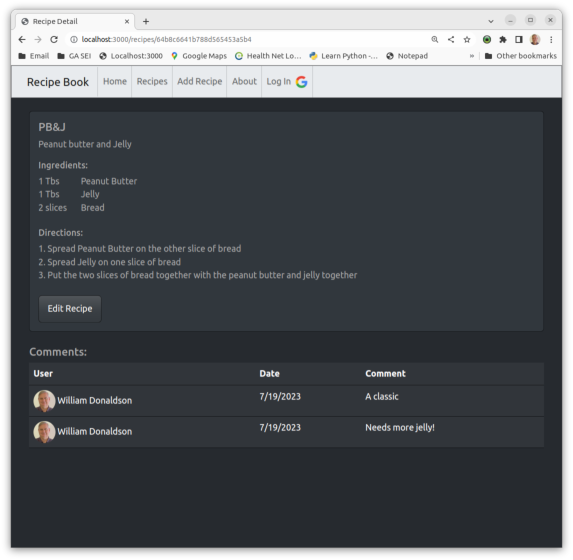 Recipe Detail
localhost:3000/recipes/64b8c6641b788d565453a5b4
Email GA SEI Localhost:3000 Google Maps Health Net Lo... Learn Python -... Notepad » Other bookmarks
Recipe Book Home Recipes Add Recipe About Log In
PB&J
Peanut butter and Jelly
Ingredients:
1 Tbs Peanut Butter
1 Tbs Jelly
2 slices Bread
Directions:
1. Spread Peanut Butter on the other slice of bread
2. Spread Jelly on one slice of bread
3. Put the two slices of bread together with the peanut butter and jelly together
Edit Recipe
Comments:
User Date Comment
William Donaldson 7/19/2023 A classic
William Donaldson 7/19/2023 Needs more jelly!